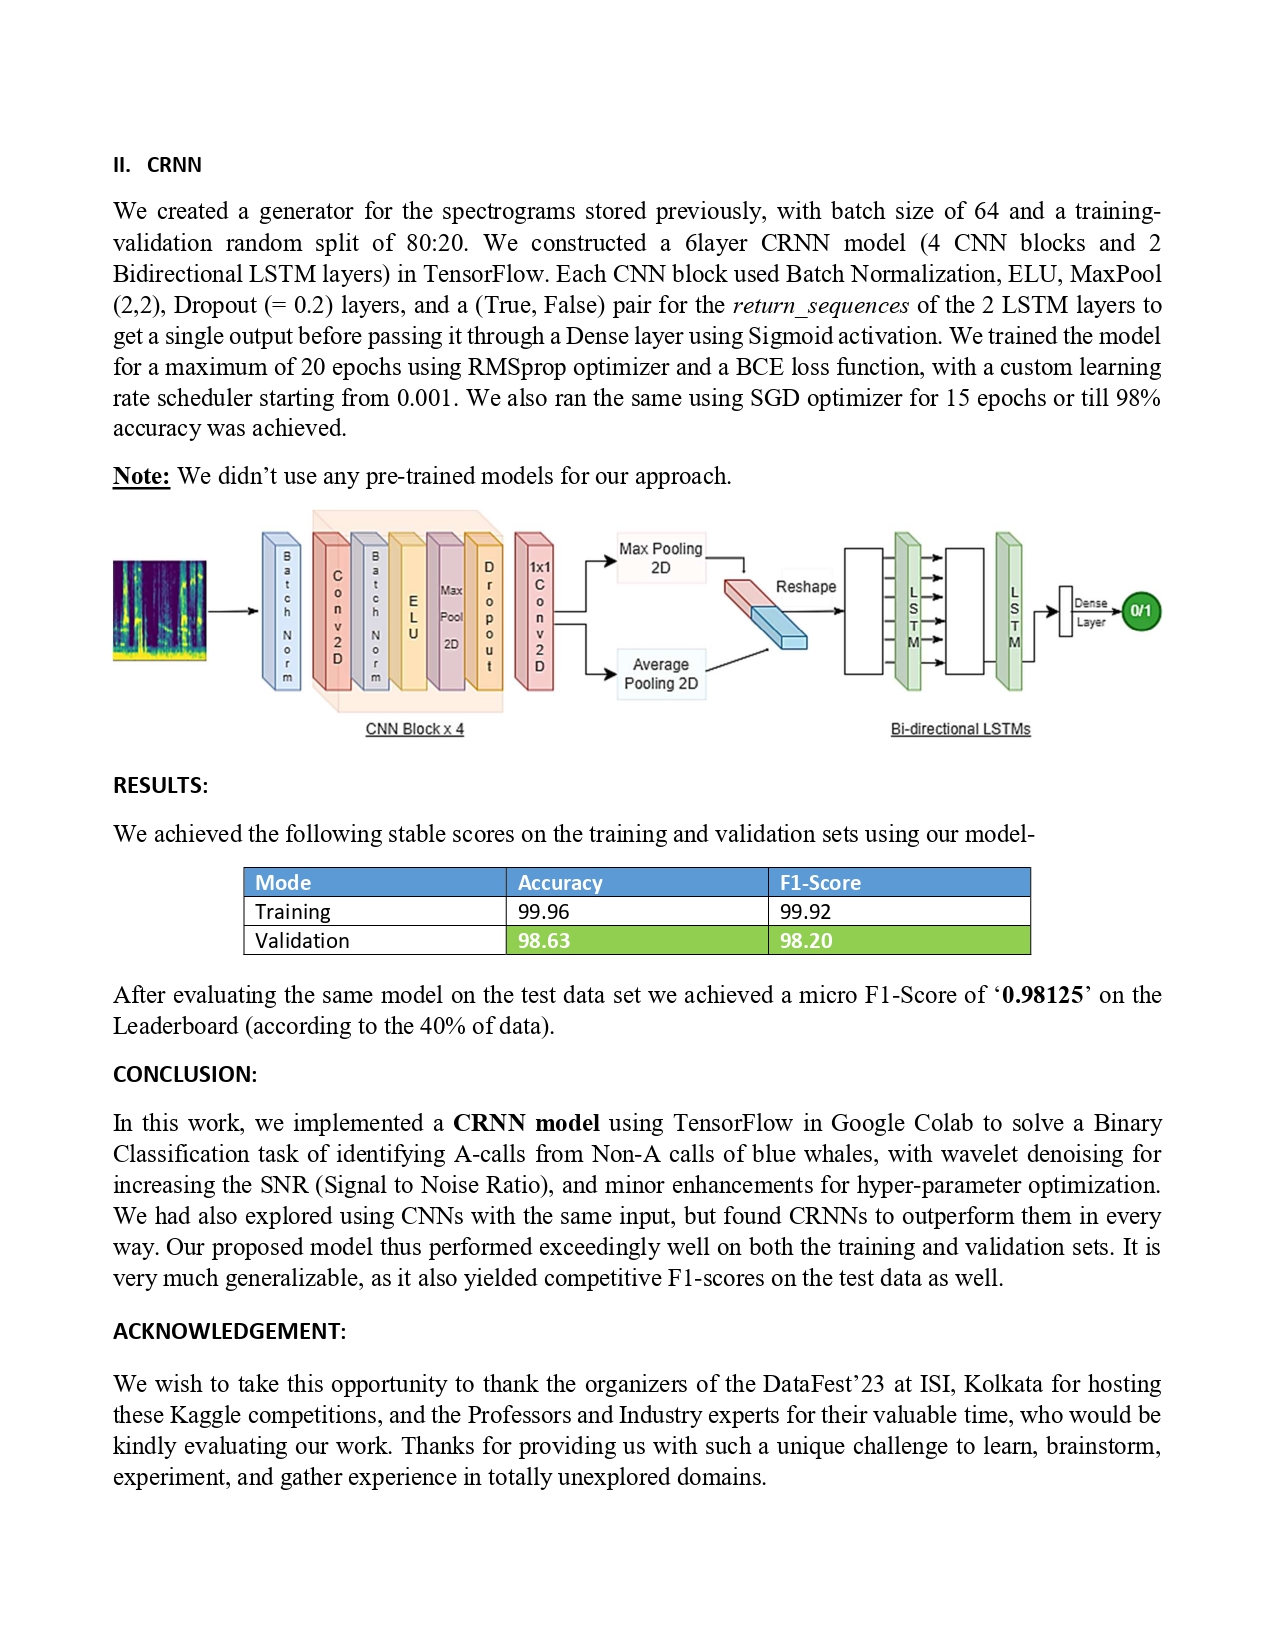 II. CRNN
We created a generator for the spectrograms stored previously, with batch size of 64 and a training-
validation random split of 80:20. We constructed a 6layer CRNN model (4 CNN blocks and 2
Bidirectional LSTM layers) in TensorFlow. Each CNN block used Batch Normalization, ELU, MaxPool
(2,2), Dropout (= 0.2) layers, and a (True, False) pair for the return_sequences of the 2 LSTM layers to
get a single output before passing it through a Dense layer using Sigmoid activation. We trained the model
for a maximum of 20 epochs using RMSprop optimizer and a BCE loss function, with a custom learning
rate scheduler starting from 0.001. We also ran the same using SGD optimizer for 15 epochs or till 98%
accuracy was achieved.
Note: We didn’t use any pre-trained models for our approach.
Batch Norm
Conv2D
Batch Norm
ELU
Max
Pool
2D
Dropout
1x1
Conv2D
Max Pooling
2D
Average
Pooling 2D
Reshape
LSTM
LSTM
Dense
Layer
0/1
CNN Block x 4
Bi-directional LSTMs
RESULTS:
We achieved the following stable scores on the training and validation sets using our model-
Mode Accuracy F1-Score
Training 99.96 99.92
Validation 98.63 98.20
After evaluating the same model on the test data set we achieved a micro F1-Score of ‘0.98125’ on the
Leaderboard (according to the 40% of data).
CONCLUSION:
In this work, we implemented a CRNN model using TensorFlow in Google Colab to solve a Binary
Classification task of identifying A-calls from Non-A calls of blue whales, with wavelet denoising for
increasing the SNR (Signal to Noise Ratio), and minor enhancements for hyper-parameter optimization.
We had also explored using CNNs with the same input, but found CRNNs to outperform them in every
way. Our proposed model thus performed exceedingly well on both the training and validation sets. It is
very much generalizable, as it also yielded competitive F1-scores on the test data as well.
ACKNOWLEDGEMENT:
We wish to take this opportunity to thank the organizers of the DataFest’23 at ISI, Kolkata for hosting
these Kaggle competitions, and the Professors and Industry experts for their valuable time, who would be
kindly evaluating our work. Thanks for providing us with such a unique challenge to learn, brainstorm,
experiment, and gather experience in totally unexplored domains.